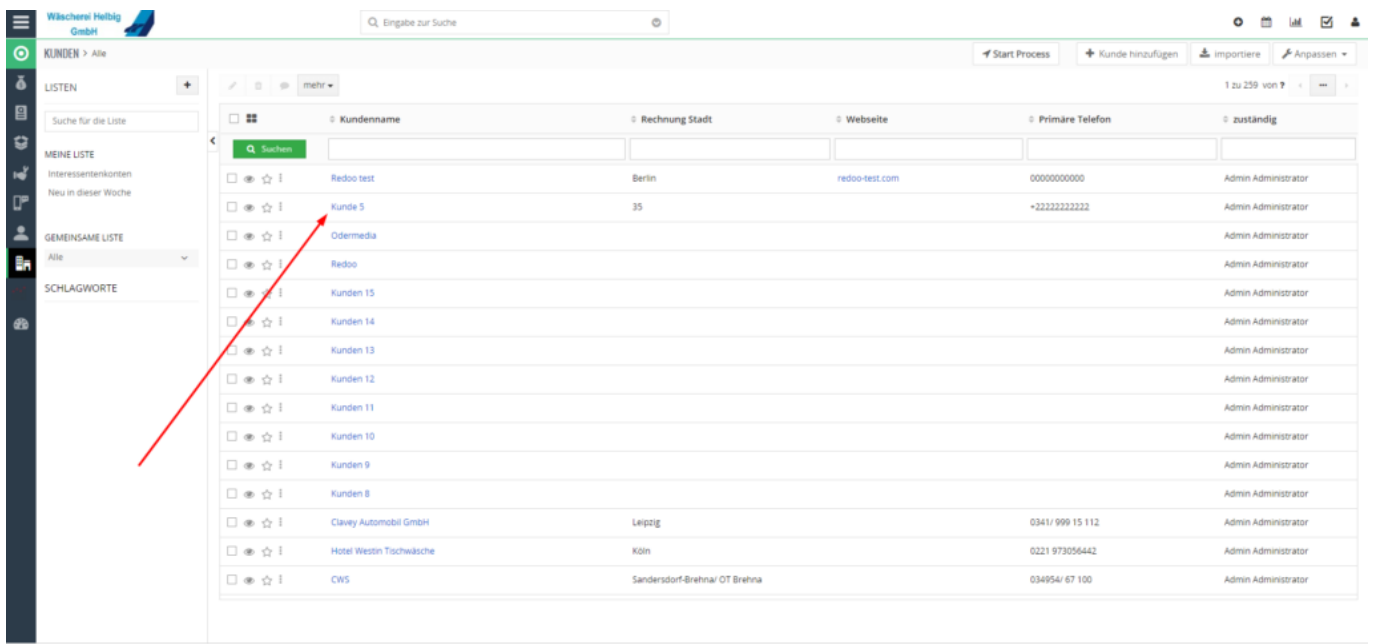 Wäscherei Helbig
GmbH
Eingabe zur Suche
KUNDEN > Alle
Start Process
Kunde hinzufügen
importiere
Anpassen
LISTEN
mehr
1 zu 259 von ?
Suche für die Liste
Kundenname Rechnung Stadt Webseite Primäre Telefon zuständig
Suchen
MEINE LISTE
Interessentenkonten
Neu in dieser Woche
GEMEINSAME LISTE
Alle
SCHLAGWORTE
Redoo test Berlin redoo-test.com 00000000000 Admin Administrator
Kunde 5 35 +22222222222 Admin Administrator
Odermedia Admin Administrator
Redoo Admin Administrator
Kunden 15 Admin Administrator
Kunden 14 Admin Administrator
Kunden 13 Admin Administrator
Kunden 12 Admin Administrator
Kunden 11 Admin Administrator
Kunden 10 Admin Administrator
Kunden 9 Admin Administrator
Kunden 8 Admin Administrator
Clavey Automobil GmbH Leipzig 0341/ 999 15 112 Admin Administrator
Hotel Westin Tischwäsche Köln 0221 973056442 Admin Administrator
CWS Sandersdorf-Brehna/ OT Brehna 034954/ 67 100 Admin Administrator